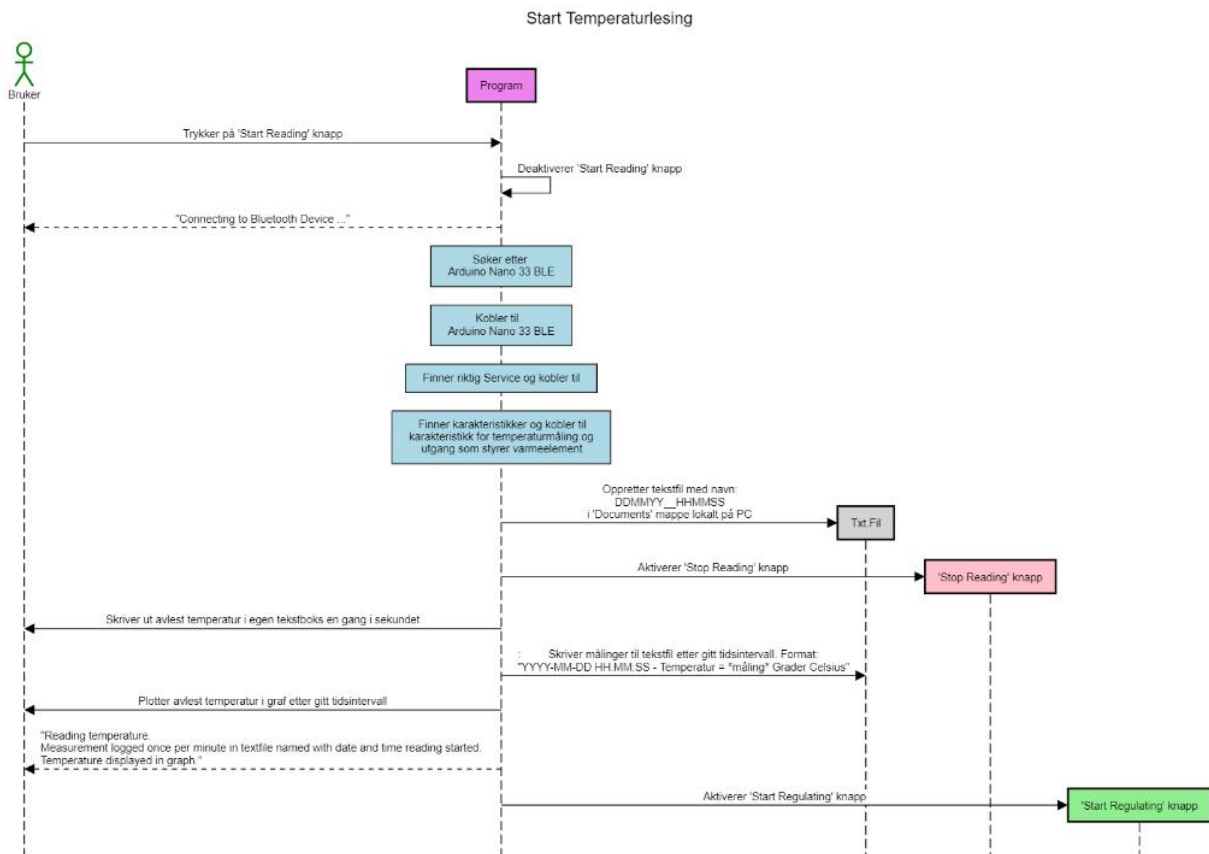 Start Temperaturlesing
Bruker
Program
Trykker på 'Start Reading' knapp
Deaktiverer 'Start Reading' knapp
"Connecting to Bluetooth Device ..."
Søker etter
Arduino Nano 33 BLE
Kobler til
Arduino Nano 33 BLE
Finner riktig Service og kobler til
Finner karakteristikker og kobler til
karakteristikk for temperaturmåling og
utgang som styrer varmeelement
Oppretter tekstfil med navn:
DDMMYY__HHMMSS
i 'Documents' mappe lokalt på PC
Txt.Fil
Aktiverer 'Stop Reading' knapp
'Stop Reading' knapp
Skriver ut avlest temperatur i egen tekstboks en gang i sekundet
: Skriver målinger til tekstfil etter gitt tidsintervall. Format:
"YYYY-MM-DD HH.MM.SS - Temperatur = *måling* Grader Celsius"
Plotter avlest temperatur i graf etter gitt tidsintervall
"Reading temperature.
Measurement logged once per minute in textfile named with date and time reading started.
Temperature displayed in graph."
Aktiverer 'Start Regulating' knapp
'Start Regulating' knapp